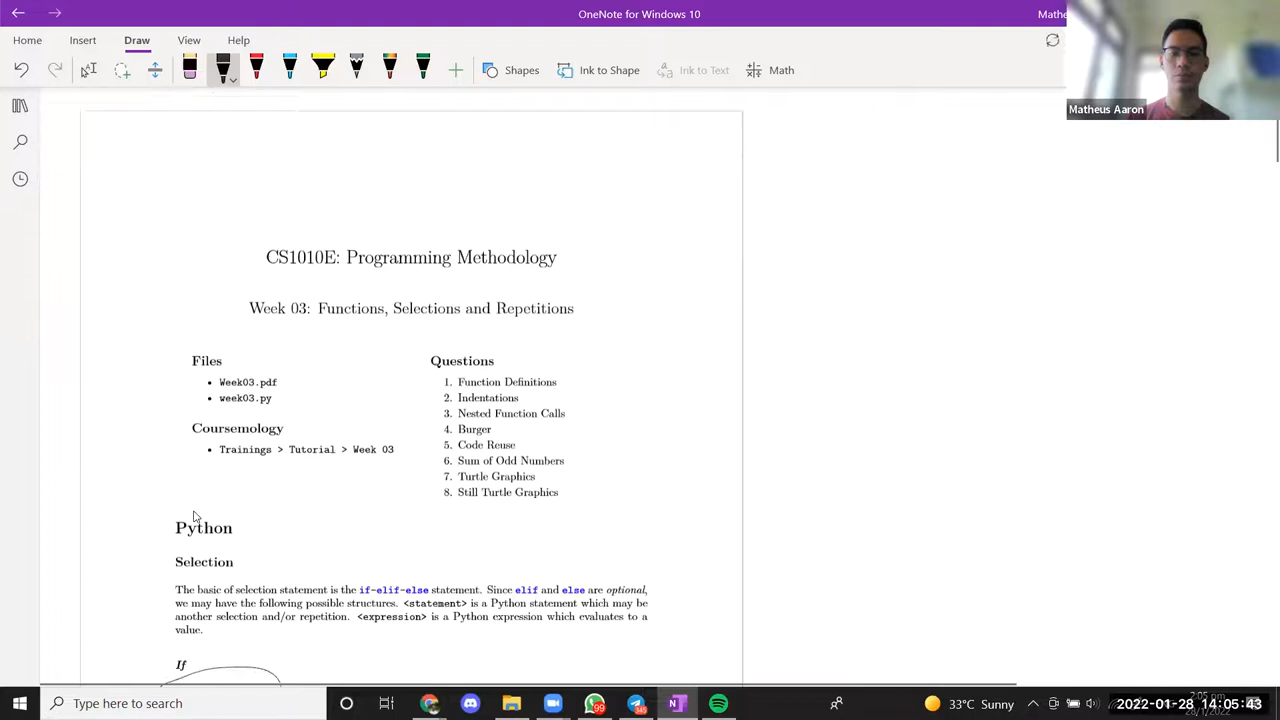 OneNote for Windows 10
Mathe
Home Insert Draw View Help
Shapes Ink to Shape Ink to Text Math
Matheus Aaron
CS1010E: Programming Methodology
Week 03: Functions, Selections and Repetitions
Files
• Week03.pdf
• week03.py
Coursemology
• Trainings > Tutorial > Week 03
Questions
1. Function Definitions
2. Indentations
3. Nested Function Calls
4. Burger
5. Code Reuse
6. Sum of Odd Numbers
7. Turtle Graphics
8. Still Turtle Graphics
Python
Selection
The basic of selection statement is the if-elif-else statement. Since elif and else are optional,
we may have the following possible structures. <statement> is a Python statement which may be
another selection and/or repetition. <expression> is a Python expression which evaluates to a
value.
If
Type here to search
99
33°C Sunny
2:05 pm
2022-01-28 14:05:43